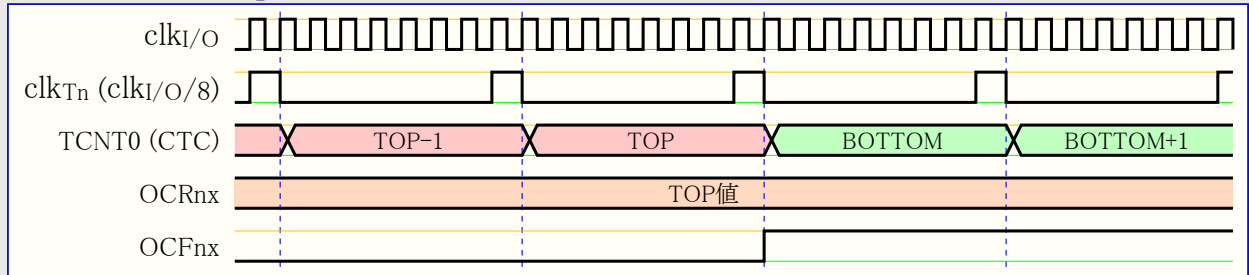 clkI/O
clkTn (clkI/O/8)
TCNT0 (CTC) TOP-1 TOP BOTTOM BOTTOM+1
OCRnx TOP値
OCFnx